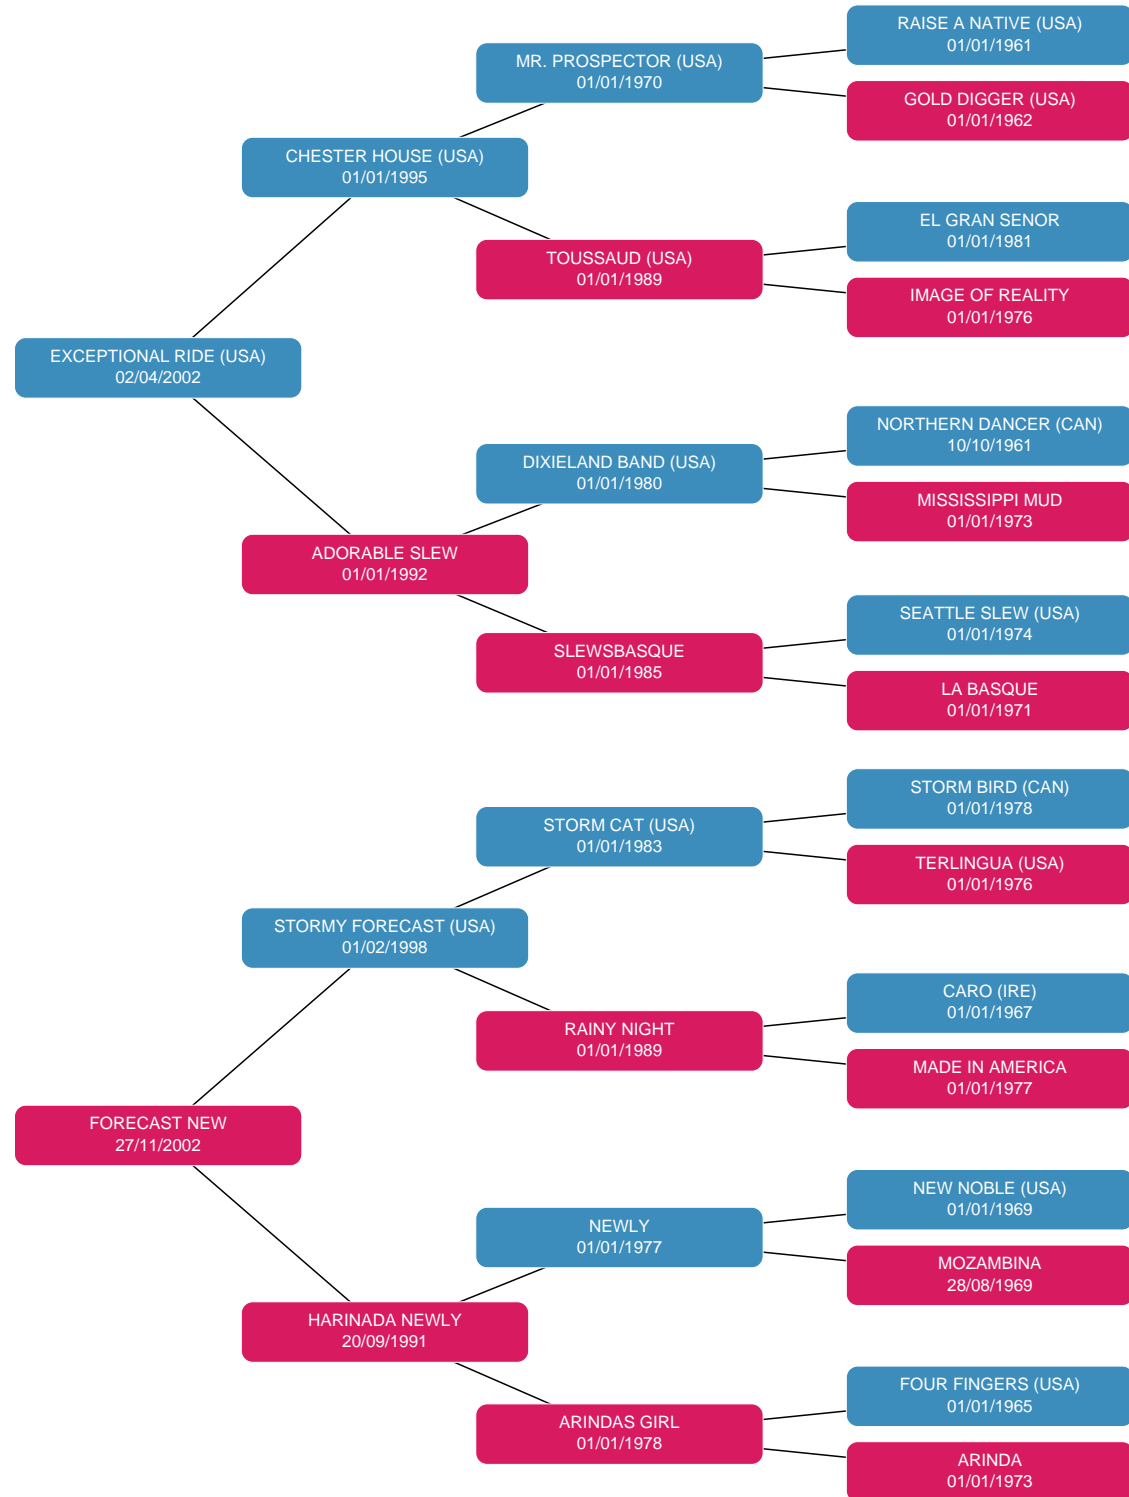 RAISE A NATIVE (USA)
01/01/1961
MR. PROSPECTOR (USA)
01/01/1970
GOLD DIGGER (USA)
01/01/1962
CHESTER HOUSE (USA)
01/01/1995
EL GRAN SENOR
01/01/1981
TOUSSAUD (USA)
01/01/1989
IMAGE OF REALITY
01/01/1976
EXCEPTIONAL RIDE (USA)
02/04/2002
NORTHERN DANCER (CAN)
10/10/1961
DIXIELAND BAND (USA)
01/01/1980
MISSISSIPPI MUD
01/01/1973
ADORABLE SLEW
01/01/1992
SEATTLE SLEW (USA)
01/01/1974
SLEWSBASQUE
01/01/1985
LA BASQUE
01/01/1971
STORM BIRD (CAN)
01/01/1978
STORM CAT (USA)
01/01/1983
TERLINGUA (USA)
01/01/1976
STORMY FORECAST (USA)
01/02/1998
CARO (IRE)
01/01/1967
RAINY NIGHT
01/01/1989
MADE IN AMERICA
01/01/1977
FORECAST NEW
27/11/2002
NEW NOBLE (USA)
01/01/1969
NEWLY
01/01/1977
MOZAMBINA
28/08/1969
HARINADA NEWLY
20/09/1991
FOUR FINGERS (USA)
01/01/1965
ARINDAS GIRL
01/01/1978
ARINDA
01/01/1973